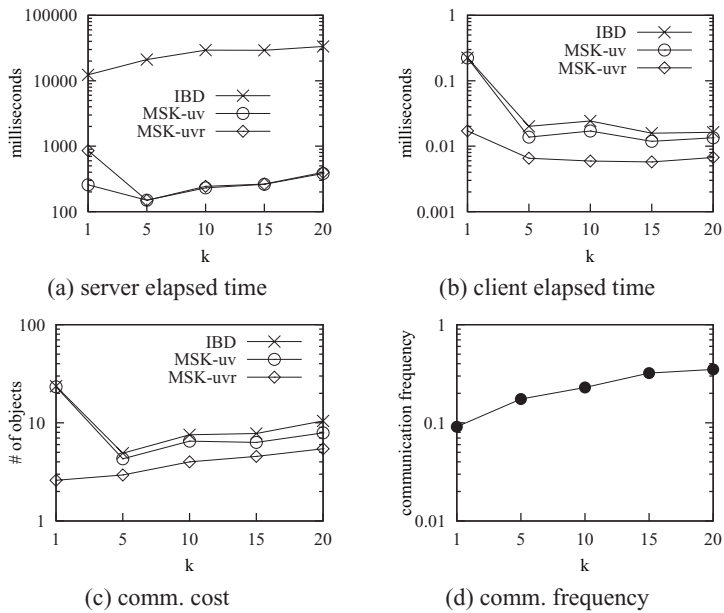 100000
10000
1000
100
milliseconds
IBD
MSK-uv
MSK-uvr
1 5 10 15 20
k
(a) server elapsed time
1
0.1
0.01
0.001
milliseconds
IBD
MSK-uv
MSK-uvr
1 5 10 15 20
k
(b) client elapsed time
100
10
1
# of objects
IBD
MSK-uv
MSK-uvr
1 5 10 15 20
k
(c) comm. cost
1
0.1
0.01
communication frequency
1 5 10 15 20
k
(d) comm. frequency